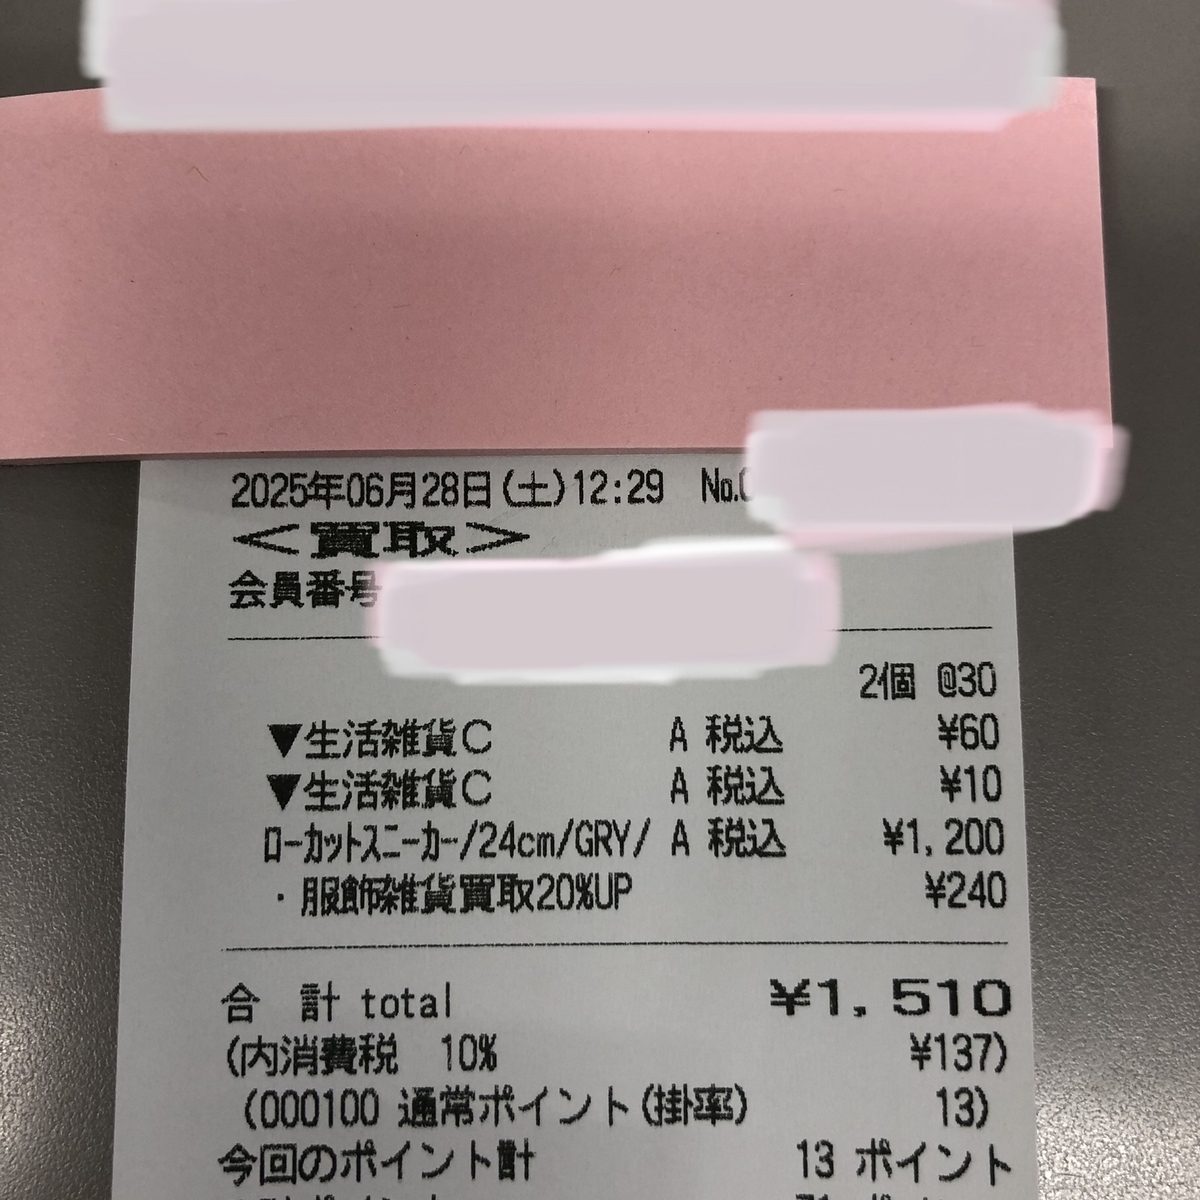 2025年06月28日(土)12:29 No.
<買取>
会員番号
2個 @30
▼生活雑貨C A 税込 ¥60
▼生活雑貨C A 税込 ¥10
ローカットスニーカー/24cm/GRY/ A 税込 ¥1,200
・服飾雑貨買取20%UP ¥240
合 計 total ¥1,510
(内消費税 10% ¥137)
(000100 通常ポイント(掛率) 13)
今回のポイント計 13 ポイント